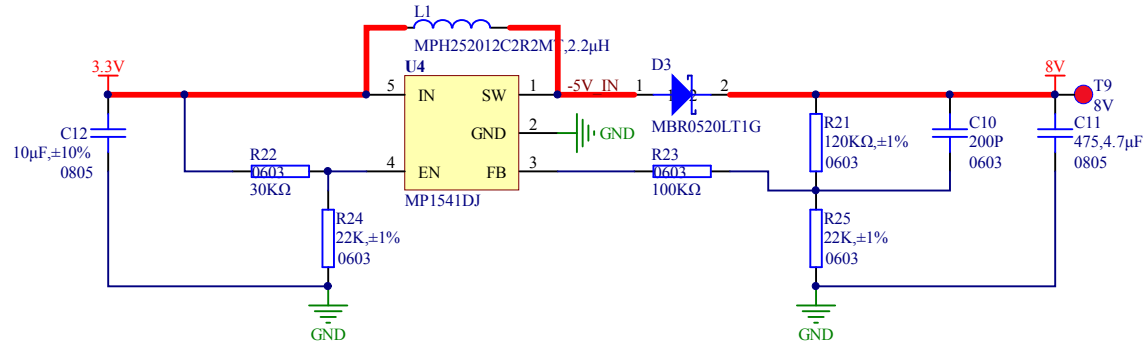 L1
MPH252012C2R2MT,2.2μH
3.3V
U4
5
IN
SW
1
-5V_IN
1
D3
2
MBR0520LT1G
8V
T9
8V
C12
10μF,±10%
0805
GND
2
GND
R22
0603
30KΩ
4
EN
FB
3
MP1541DJ
R23
0603
100KΩ
R21
120KΩ,±1%
0603
C10
200P
0603
C11
475,4.7μF
0805
R24
22K,±1%
0603
R25
22K,±1%
0603
GND
GND